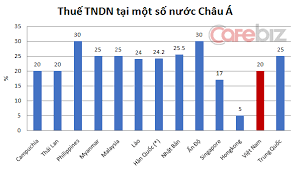 Thuế TNDN tại một số nước Châu Á
Cafebiz
%
35
30
25
20
15
10
5
0
20
20
30
25
25
24
24.2
25.5
30
17
5
20
25
Campuchia
Thái Lan
Philippines
Myanmar
Malaysia
Lào
Hàn Quốc (*)
Nhật Bản
Ấn Độ
Singapore
Hongkong
Việt Nam
Trung Quốc